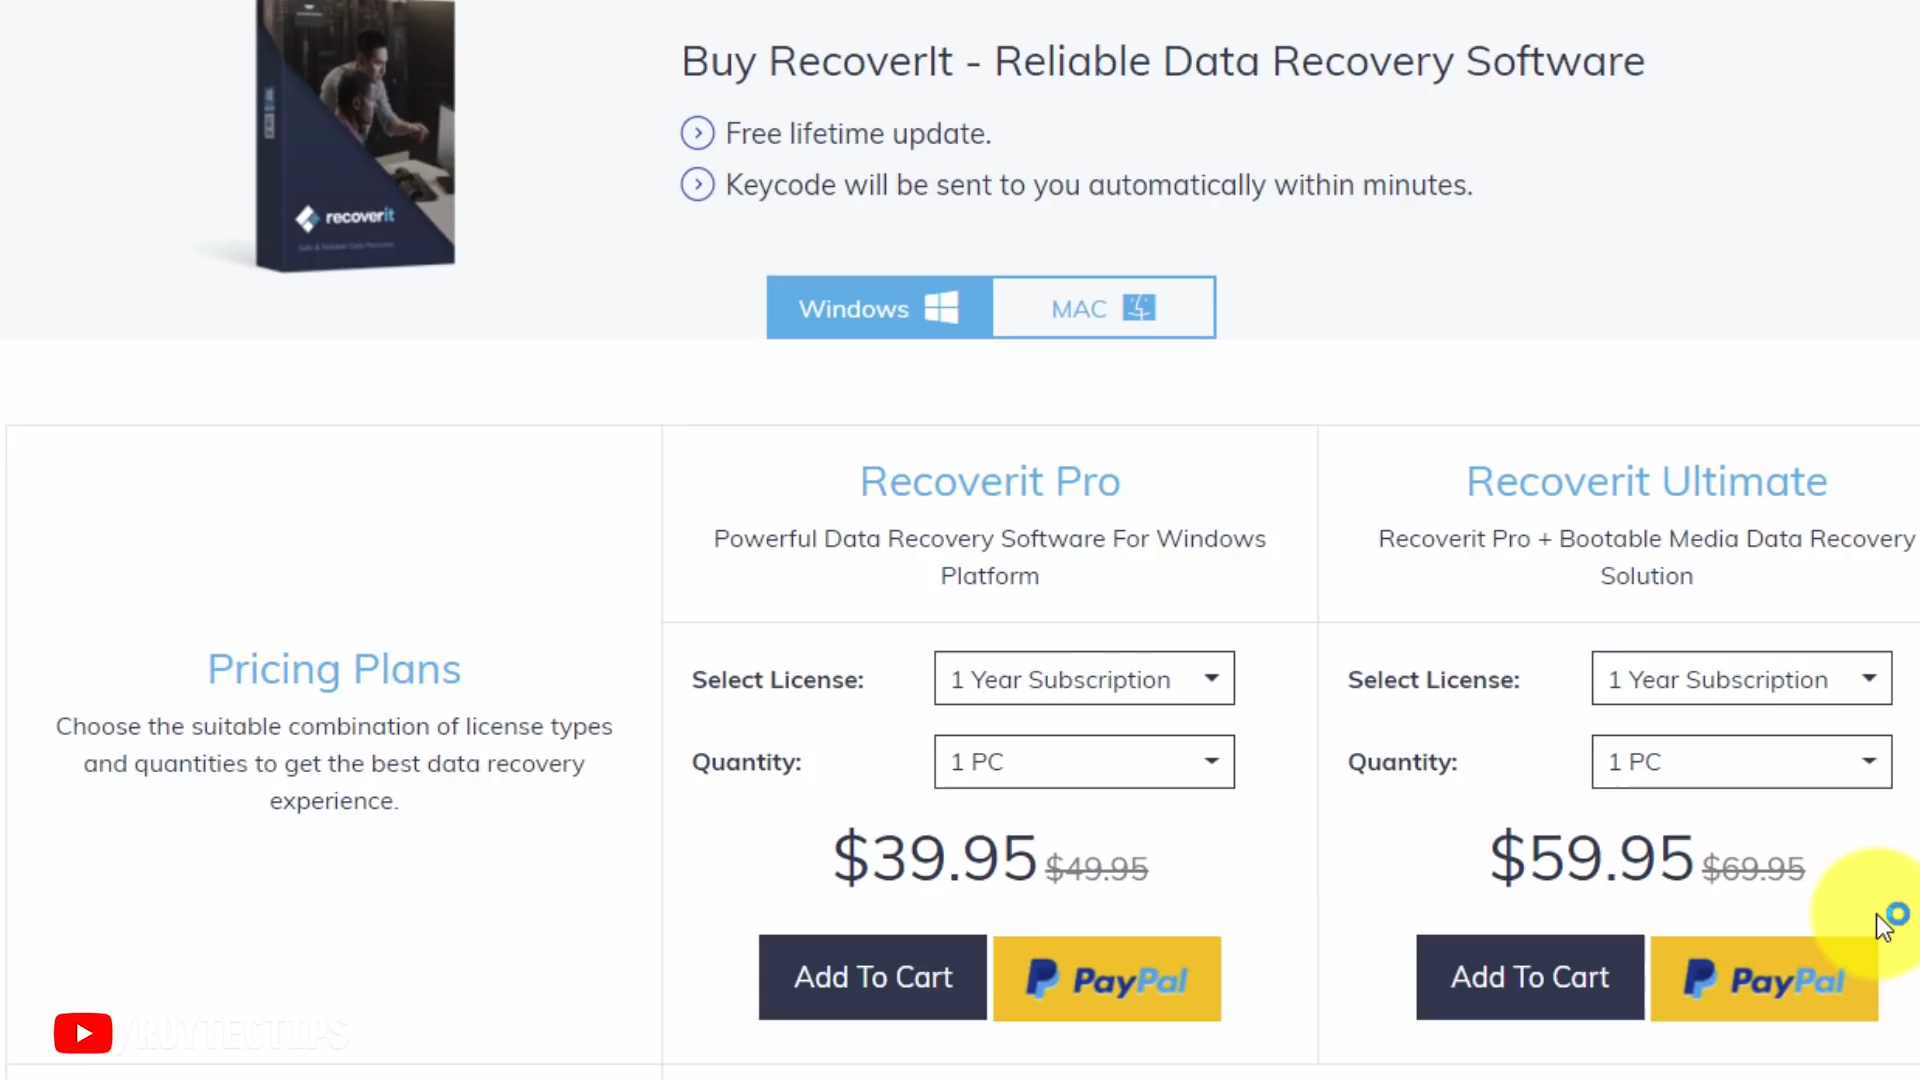 Buy RecoverIt - Reliable Data Recovery Software
Free lifetime update.
Keycode will be sent to you automatically within minutes.
recoverit
Windows
MAC
Pricing Plans
Choose the suitable combination of license types
and quantities to get the best data recovery
experience.
Recoverit Pro
Powerful Data Recovery Software For Windows
Platform
Select License:
1 Year Subscription
Quantity:
1 PC
$39.95 $49.95
Add To Cart
PayPal
Recoverit Ultimate
Recoverit Pro + Bootable Media Data Recovery
Solution
Select License:
1 Year Subscription
Quantity:
1 PC
$59.95 $69.95
Add To Cart
PayPal
/ROYTECTIPS